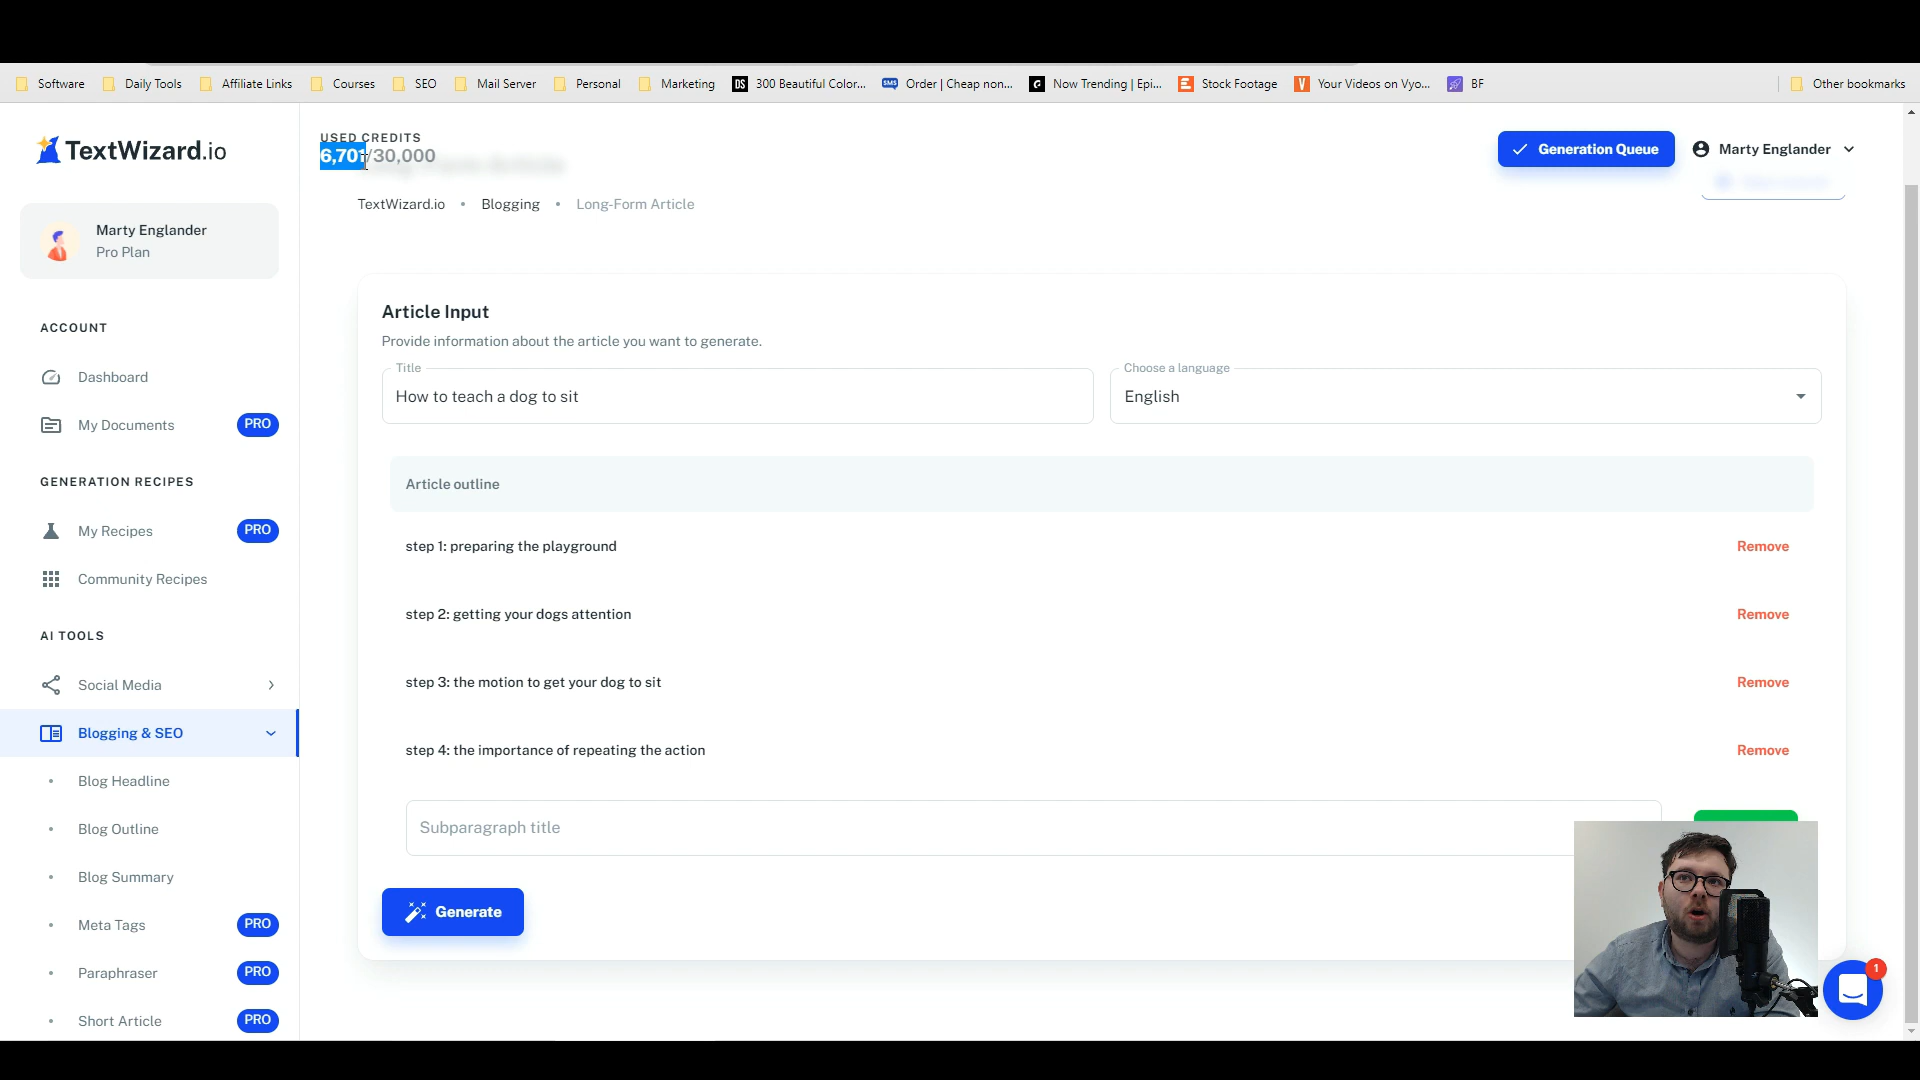 Software
Daily Tools
Affiliate Links
Courses
SEO
Mail Server
Personal
Marketing
300 Beautiful Color...
Order | Cheap non...
Now Trending | Epi...
Stock Footage
Your Videos on Vyo...
BF
Other bookmarks
TextWizard.io
USED CREDITS
6,701/30,000
Generation Queue
Marty Englander
TextWizard.io • Blogging • Long-Form Article
Marty Englander
Pro Plan
ACCOUNT
Dashboard
My Documents PRO
GENERATION RECIPES
My Recipes PRO
Community Recipes
AI TOOLS
Social Media
Blogging & SEO
Blog Headline
Blog Outline
Blog Summary
Meta Tags PRO
Paraphraser PRO
Short Article PRO
Article Input
Provide information about the article you want to generate.
Title
How to teach a dog to sit
Choose a language
English
Article outline
step 1: preparing the playground Remove
step 2: getting your dogs attention Remove
step 3: the motion to get your dog to sit Remove
step 4: the importance of repeating the action Remove
Subparagraph title
Generate
1